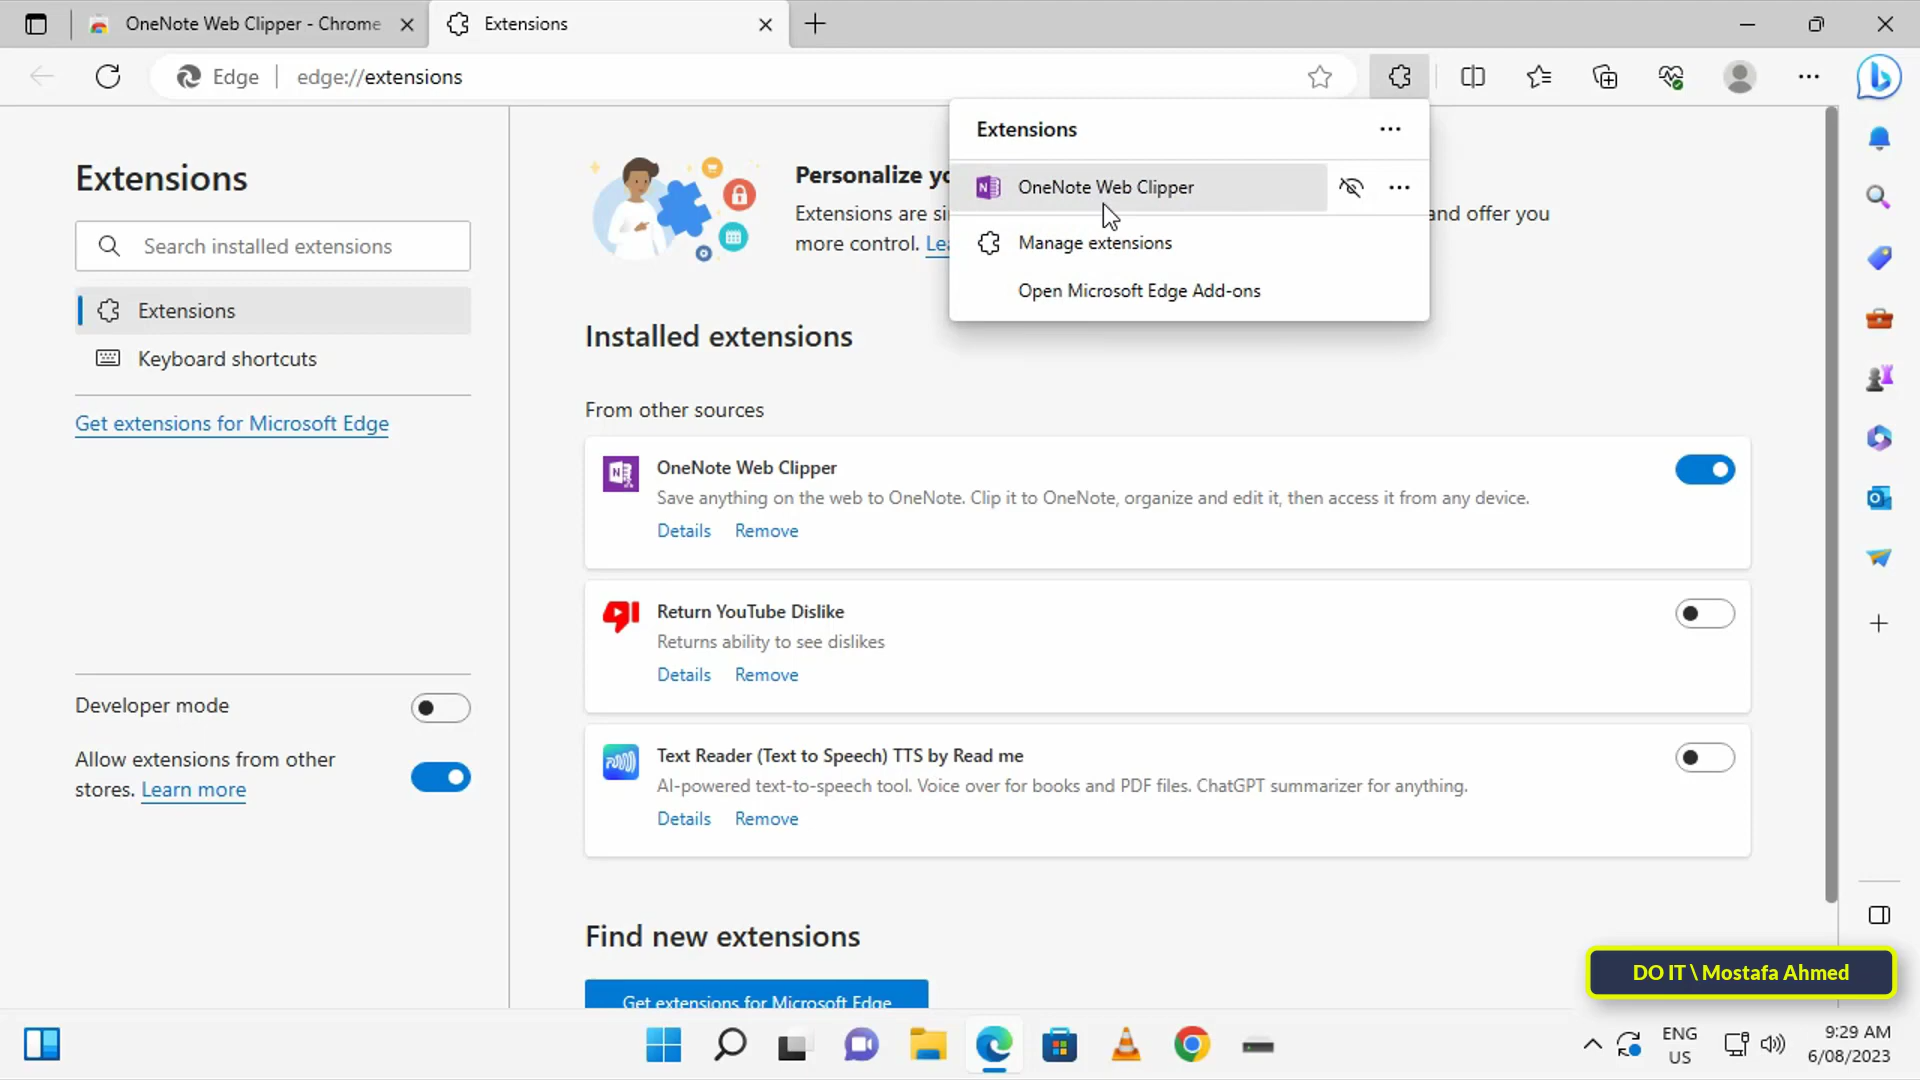 OneNote Web Clipper - Chrome
Extensions
Edge
edge://extensions
Extensions
OneNote Web Clipper
Manage extensions
Open Microsoft Edge Add-ons
Extensions
Search installed extensions
Extensions
Keyboard shortcuts
Get extensions for Microsoft Edge
Developer mode
Allow extensions from other
stores. Learn more
Personalize yo
Extensions are si
and offer you
more control. Lea
Installed extensions
From other sources
OneNote Web Clipper
Save anything on the web to OneNote. Clip it to OneNote, organize and edit it, then access it from any device.
Details Remove
Return YouTube Dislike
Returns ability to see dislikes
Details Remove
Text Reader (Text to Speech) TTS by Read me
AI-powered text-to-speech tool. Voice over for books and PDF files. ChatGPT summarizer for anything.
Details Remove
Find new extensions
Get extensions for Microsoft Edge
DO IT \ Mostafa Ahmed
ENG
US
9:29 AM
6/08/2023